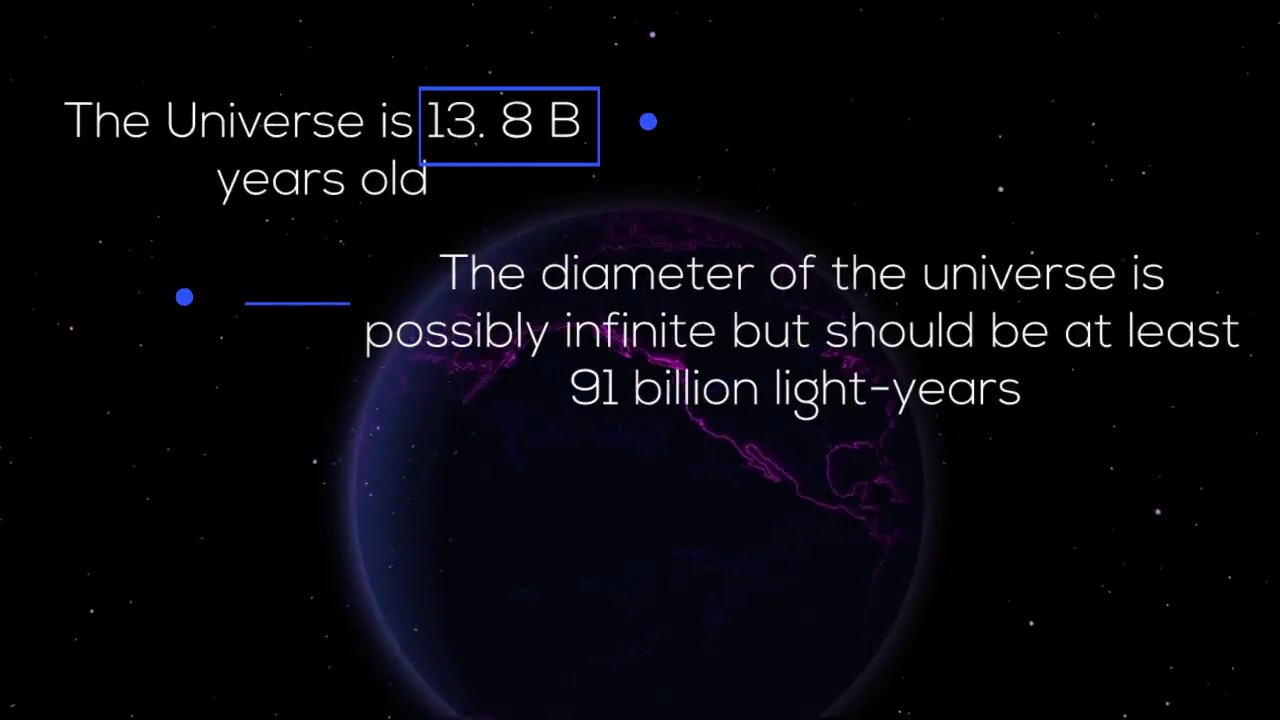 The Universe is 13. 8 B
years old
The diameter of the universe is
possibly infinite but should be at least
91 billion light-years